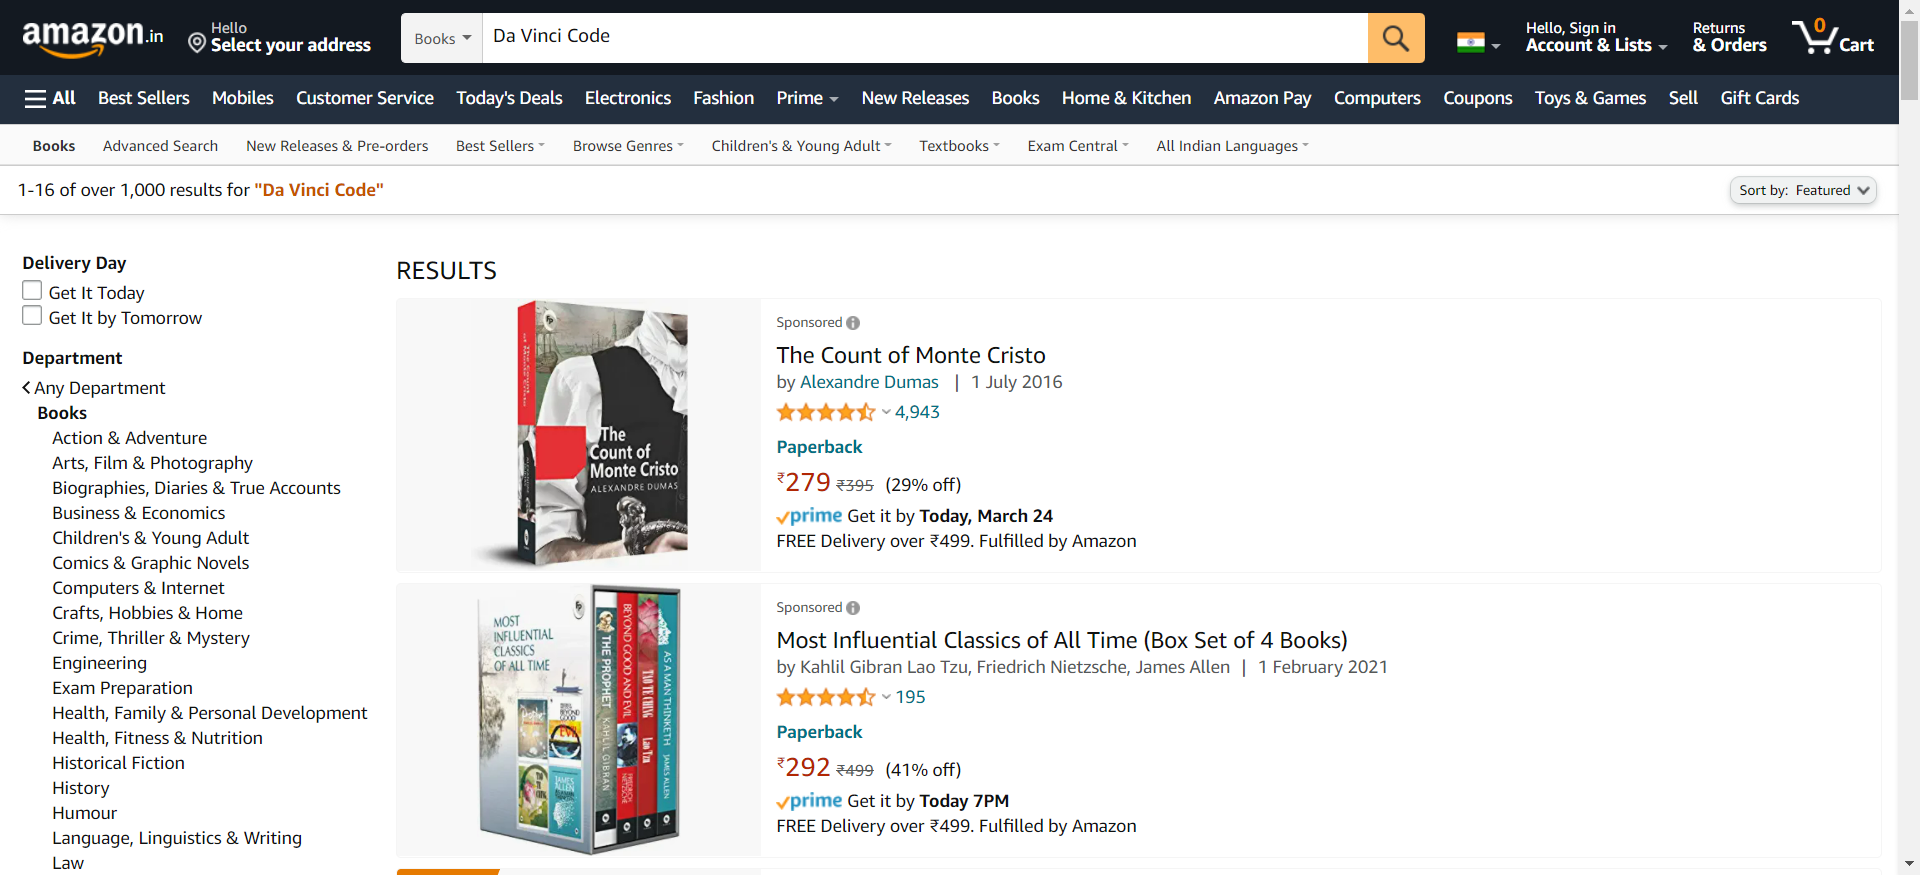 amazon.in
Hello
Select your address
Books
Da Vinci Code
Hello, Sign in
Account & Lists
Returns
& Orders
0
Cart
All
Best Sellers
Mobiles
Customer Service
Today's Deals
Electronics
Fashion
Prime
New Releases
Books
Home & Kitchen
Amazon Pay
Computers
Coupons
Toys & Games
Sell
Gift Cards
Books
Advanced Search
New Releases & Pre-orders
Best Sellers
Browse Genres
Children's & Young Adult
Textbooks
Exam Central
All Indian Languages
1-16 of over 1,000 results for "Da Vinci Code"
Sort by: Featured
Delivery Day
Get It Today
Get It by Tomorrow
Department
Any Department
Books
Action & Adventure
Arts, Film & Photography
Biographies, Diaries & True Accounts
Business & Economics
Children's & Young Adult
Comics & Graphic Novels
Computers & Internet
Crafts, Hobbies & Home
Crime, Thriller & Mystery
Engineering
Exam Preparation
Health, Family & Personal Development
Health, Fitness & Nutrition
Historical Fiction
History
Humour
Language, Linguistics & Writing
Law
RESULTS
The
Count of
Monte Cristo
ALEXANDRE DUMAS
Sponsored
The Count of Monte Cristo
by Alexandre Dumas | 1 July 2016
4,943
Paperback
₹279 ₹395 (29% off)
prime Get it by Today, March 24
FREE Delivery over ₹499. Fulfilled by Amazon
MOST
INFLUENTIAL
CLASSICS
OF ALL TIME
THE PROPHET KAHLIL GIBRAN
BEYOND GOOD AND EVIL FRIEDRICH NIETZSCHE
TAO TE CHING Lao Tzu
AS A MAN THINKETH JAMES ALLEN
Sponsored
Most Influential Classics of All Time (Box Set of 4 Books)
by Kahlil Gibran Lao Tzu, Friedrich Nietzsche, James Allen | 1 February 2021
195
Paperback
₹292 ₹499 (41% off)
prime Get it by Today 7PM
FREE Delivery over ₹499. Fulfilled by Amazon